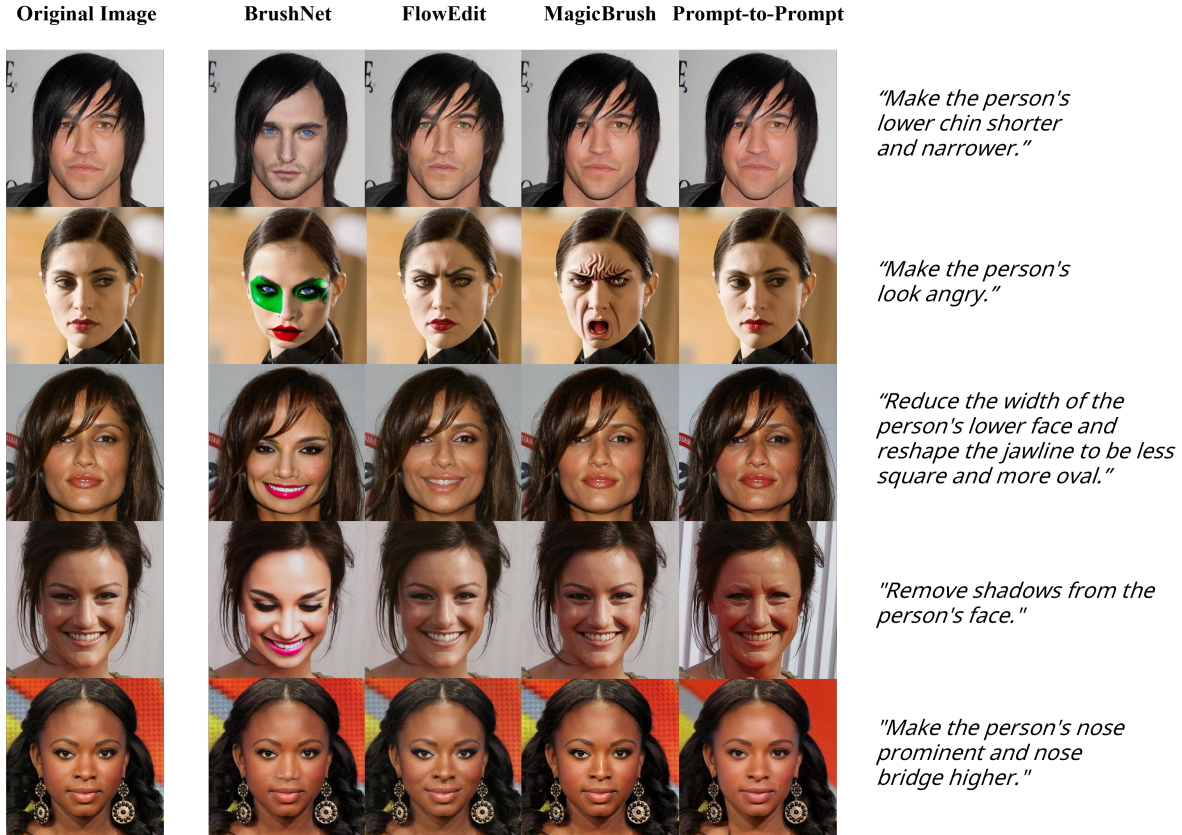 Original Image BrushNet FlowEdit MagicBrush Prompt-to-Prompt
“Make the person's
lower chin shorter
and narrower.”
“Make the person's
look angry.”
“Reduce the width of the
person's lower face and
reshape the jawline to be less
square and more oval.”
"Remove shadows from the
person's face."
"Make the person's nose
prominent and nose
bridge higher."